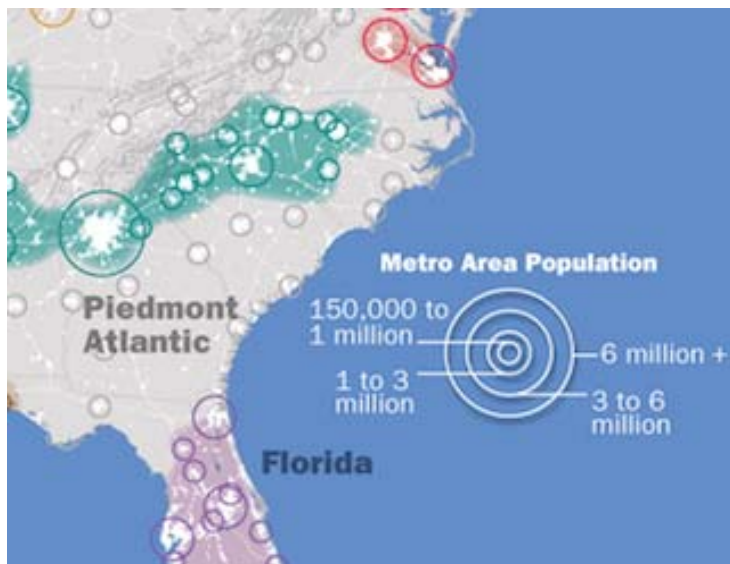 Metro Area Population
150,000 to
1 million
6 million +
1 to 3
million
3 to 6
million
Piedmont
Atlantic
Florida